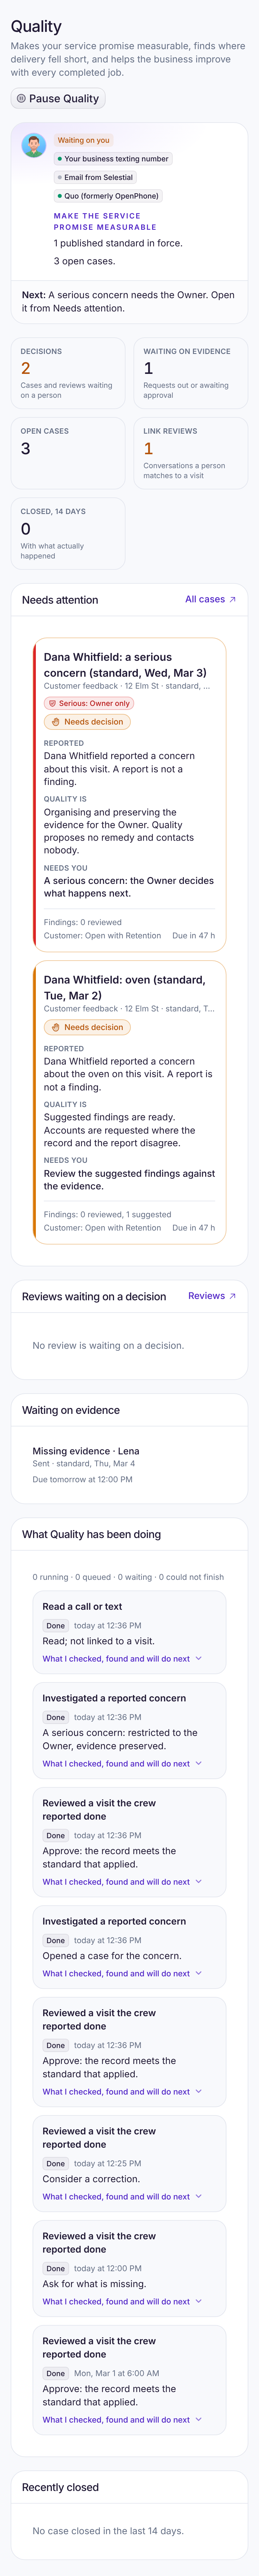 Quality
Makes your service promise measurable, finds where
delivery fell short, and helps the business improve
with every completed job.
Pause Quality
Waiting on you
Your business texting number
Email from Selestial
Quo (formerly OpenPhone)
MAKE THE SERVICE
PROMISE MEASURABLE
1 published standard in force.
3 open cases.
Next: A serious concern needs the Owner. Open
it from Needs attention.
DECISIONS
2
Cases and reviews waiting
on a person
WAITING ON EVIDENCE
1
Requests out or awaiting
approval
OPEN CASES
3
LINK REVIEWS
1
Conversations a person
matches to a visit
CLOSED, 14 DAYS
0
With what actually
happened
Needs attention
All cases
Dana Whitfield: a serious
concern (standard, Wed, Mar 3)
Customer feedback · 12 Elm St · standard, ...
Serious: Owner only
Needs decision
REPORTED
Dana Whitfield reported a concern
about this visit. A report is not a
finding.
QUALITY IS
Organising and preserving the
evidence for the Owner. Quality
proposes no remedy and contacts
nobody.
NEEDS YOU
A serious concern: the Owner decides
what happens next.
Findings: 0 reviewed
Customer: Open with Retention
Due in 47 h
Dana Whitfield: oven (standard,
Tue, Mar 2)
Customer feedback · 12 Elm St · standard, T...
Needs decision
REPORTED
Dana Whitfield reported a concern
about the oven on this visit. A report is
not a finding.
QUALITY IS
Suggested findings are ready.
Accounts are requested where the
record and the report disagree.
NEEDS YOU
Review the suggested findings against
the evidence.
Findings: 0 reviewed, 1 suggested
Customer: Open with Retention
Due in 47 h
Reviews waiting on a decision
Reviews
No review is waiting on a decision.
Waiting on evidence
Missing evidence · Lena
Sent · standard, Thu, Mar 4
Due tomorrow at 12:00 PM
What Quality has been doing
0 running · 0 queued · 0 waiting · 0 could not finish
Read a call or text
Done today at 12:36 PM
Read; not linked to a visit.
What I checked, found and will do next
Investigated a reported concern
Done today at 12:36 PM
A serious concern: restricted to the
Owner, evidence preserved.
What I checked, found and will do next
Reviewed a visit the crew
reported done
Done today at 12:36 PM
Approve: the record meets the
standard that applied.
What I checked, found and will do next
Investigated a reported concern
Done today at 12:36 PM
Opened a case for the concern.
What I checked, found and will do next
Reviewed a visit the crew
reported done
Done today at 12:36 PM
Approve: the record meets the
standard that applied.
What I checked, found and will do next
Reviewed a visit the crew
reported done
Done today at 12:25 PM
Consider a correction.
What I checked, found and will do next
Reviewed a visit the crew
reported done
Done today at 12:00 PM
Ask for what is missing.
What I checked, found and will do next
Reviewed a visit the crew
reported done
Done Mon, Mar 1 at 6:00 AM
Approve: the record meets the
standard that applied.
What I checked, found and will do next
Recently closed
No case closed in the last 14 days.